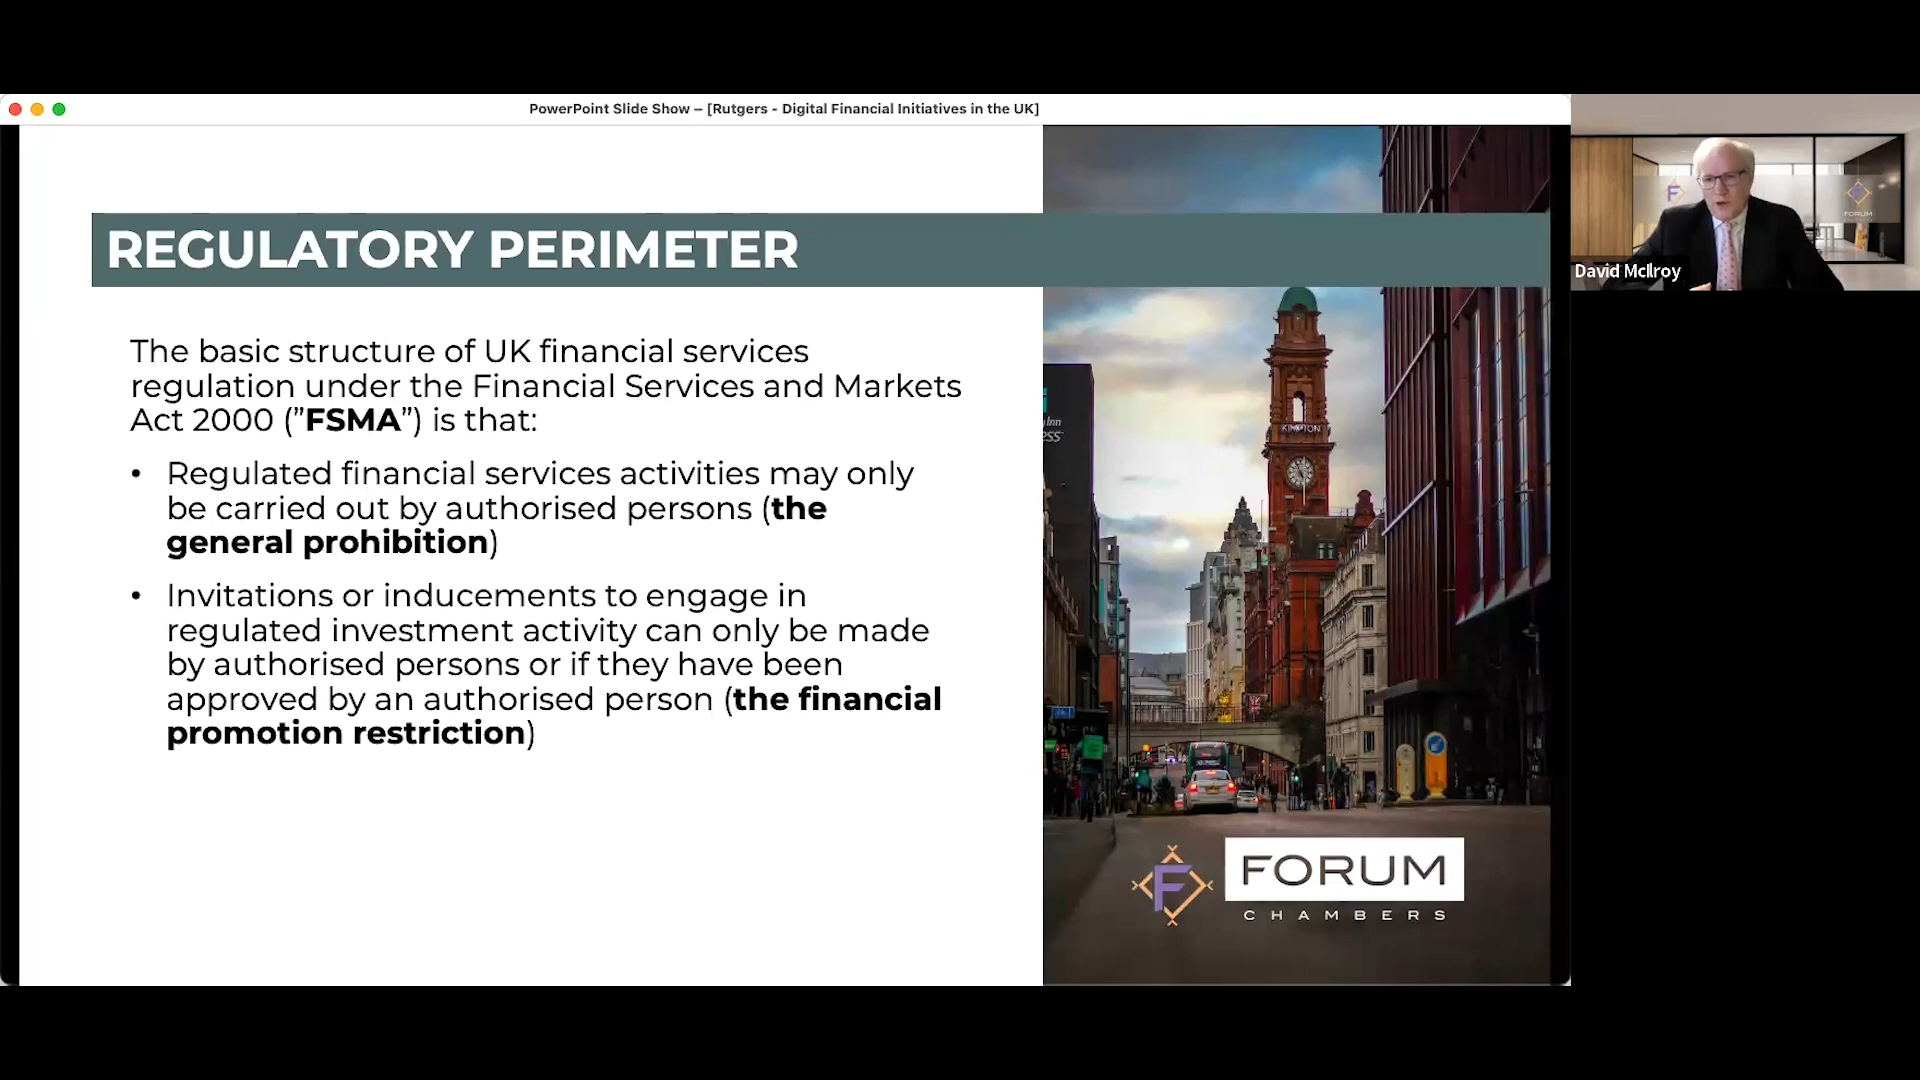 PowerPoint Slide Show – [Rutgers - Digital Financial Initiatives in the UK]
REGULATORY PERIMETER
The basic structure of UK financial services
regulation under the Financial Services and Markets
Act 2000 (”FSMA”) is that:
• Regulated financial services activities may only
be carried out by authorised persons (the
general prohibition)
• Invitations or inducements to engage in
regulated investment activity can only be made
by authorised persons or if they have been
approved by an authorised person (the financial
promotion restriction)
KIMPTON
FORUM
CHAMBERS
F
FORUM
David McIlroy